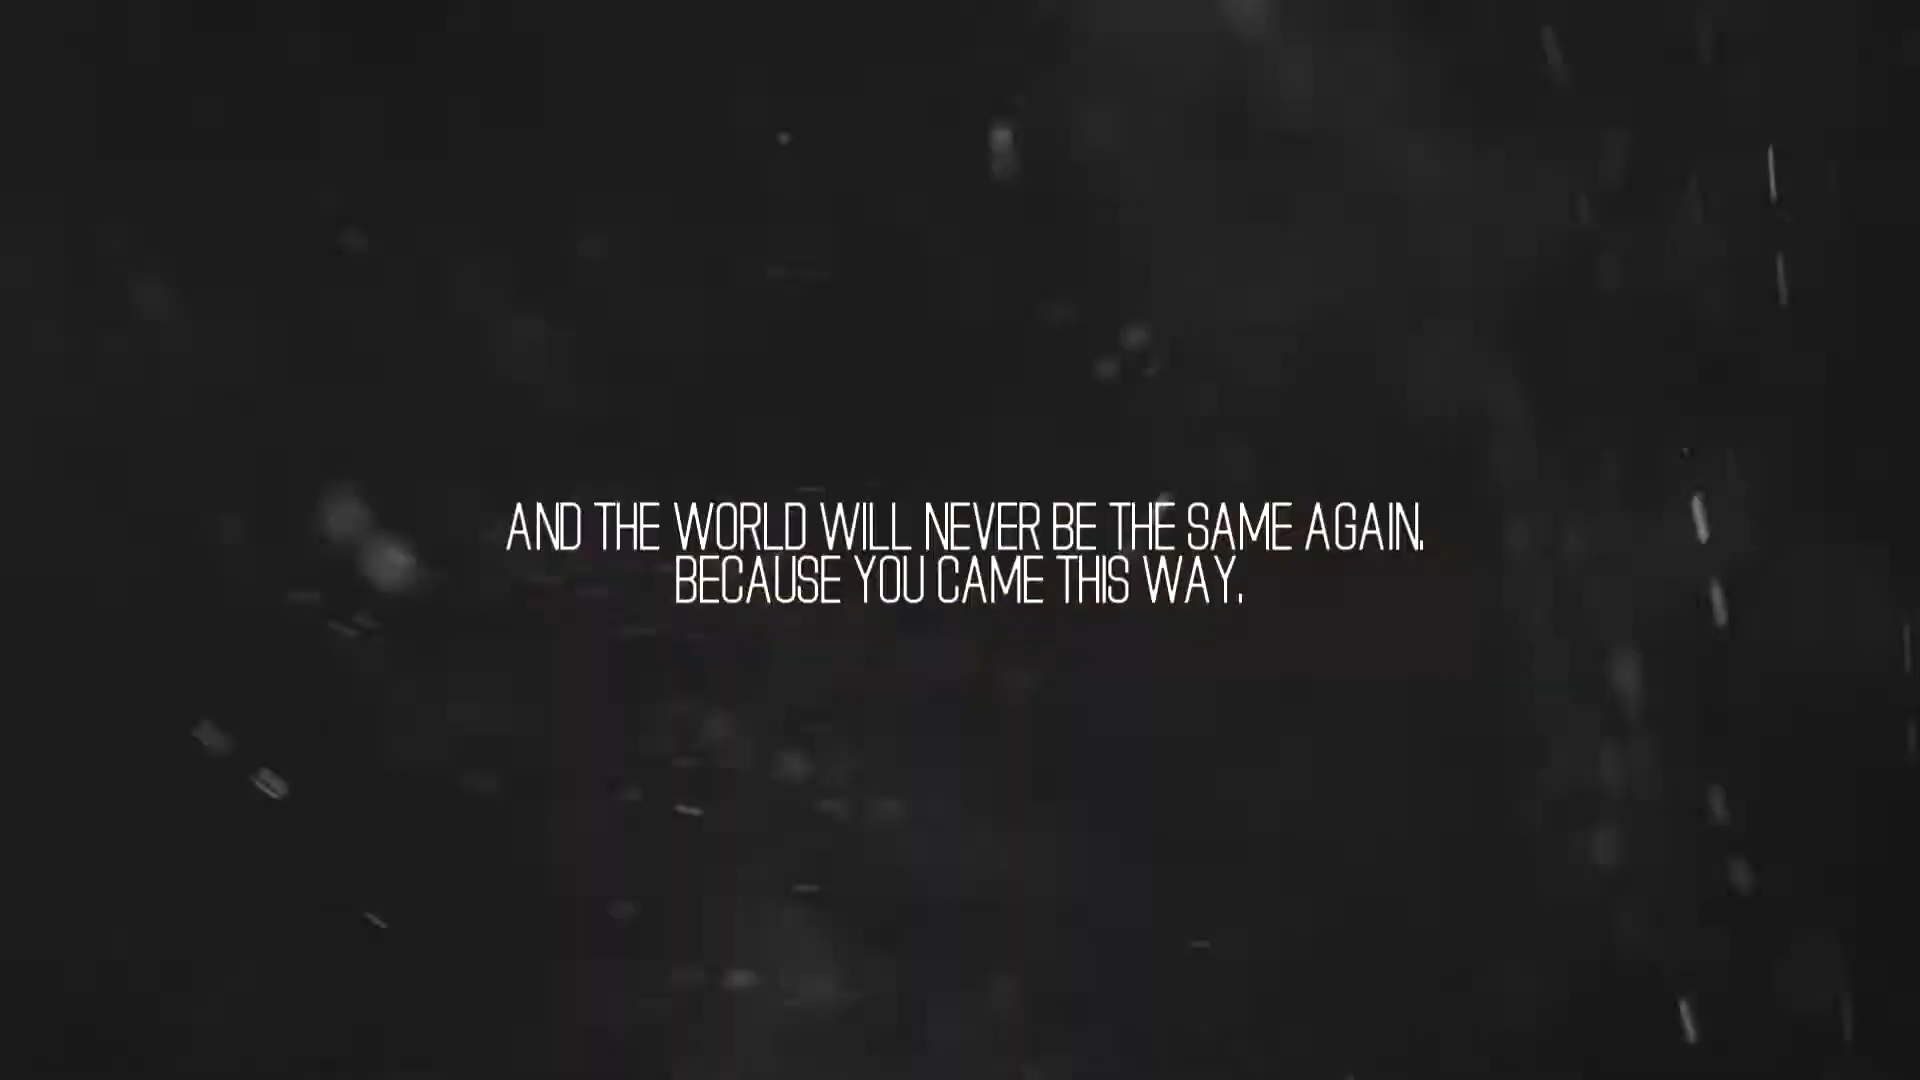 AND THE WORLD WILL NEVER BE THE SAME AGAIN.
BECAUSE YOU CAME THIS WAY.